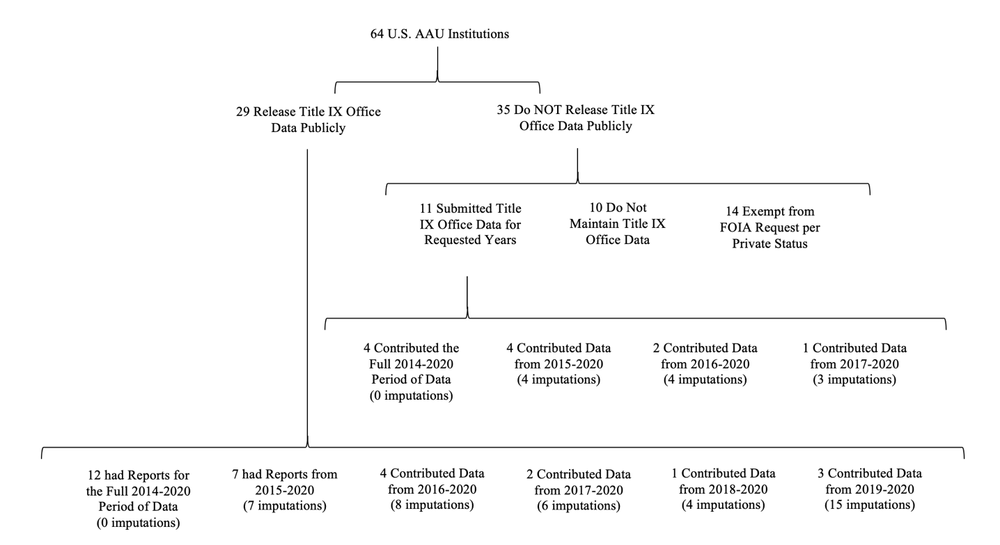 64 U.S. AAU Institutions
29 Release Title IX Office
Data Publicly
35 Do NOT Release Title IX
Office Data Publicly
11 Submitted Title
IX Office Data for
Requested Years
10 Do Not
Maintain Title IX
Office Data
14 Exempt from
FOIA Request per
Private Status
4 Contributed the
Full 2014-2020
Period of Data
(0 imputations)
4 Contributed Data
from 2015-2020
(4 imputations)
2 Contributed Data
from 2016-2020
(4 imputations)
1 Contributed Data
from 2017-2020
(3 imputations)
12 had Reports for
the Full 2014-2020
Period of Data
(0 imputations)
7 had Reports from
2015-2020
(7 imputations)
4 Contributed Data
from 2016-2020
(8 imputations)
2 Contributed Data
from 2017-2020
(6 imputations)
1 Contributed Data
from 2018-2020
(4 imputations)
3 Contributed Data
from 2019-2020
(15 imputations)